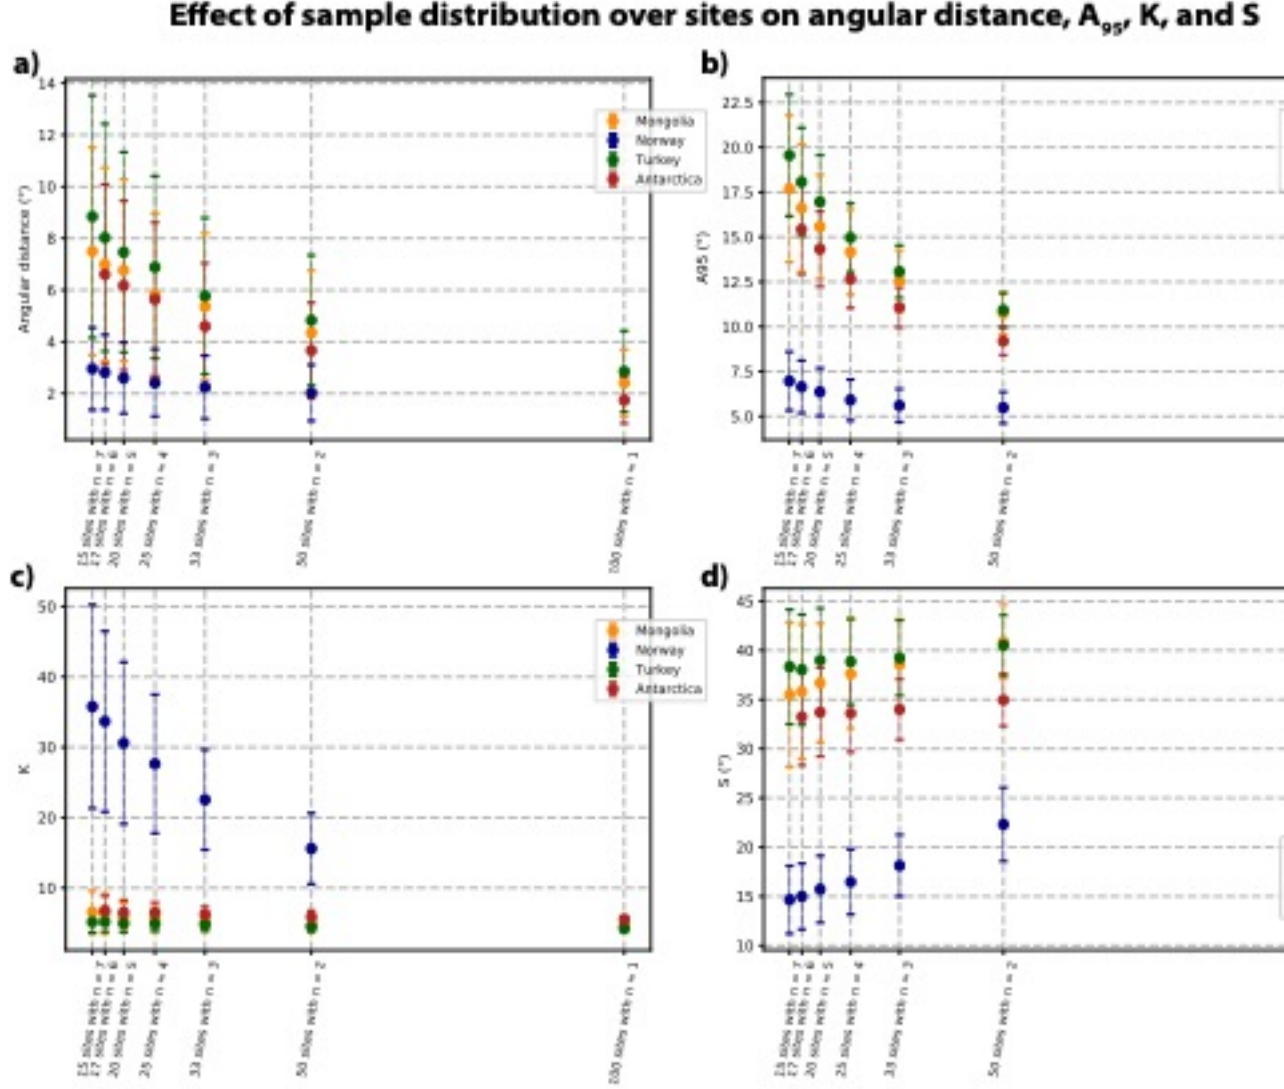 Effect of sample distribution over sites on angular distance, A95, K, and S
a)
14
12
10
8
6
4
2
Angular distance (°)
Mongolia
Norway
Turkey
Antarctica
15 sites with n = 7
17 sites with n = 6
20 sites with n = 5
25 sites with n = 4
33 sites with n = 3
50 sites with n = 2
100 sites with n = 1
b)
22.5
20.0
17.5
15.0
12.5
10.0
7.5
5.0
A95 (°)
15 sites with n = 7
17 sites with n = 6
20 sites with n = 5
25 sites with n = 4
33 sites with n = 3
50 sites with n = 2
c)
50
40
30
20
10
K
Mongolia
Norway
Turkey
Antarctica
15 sites with n = 7
17 sites with n = 6
20 sites with n = 5
25 sites with n = 4
33 sites with n = 3
50 sites with n = 2
100 sites with n = 1
d)
45
40
35
30
25
20
15
10
S (°)
15 sites with n = 7
17 sites with n = 6
20 sites with n = 5
25 sites with n = 4
33 sites with n = 3
50 sites with n = 2